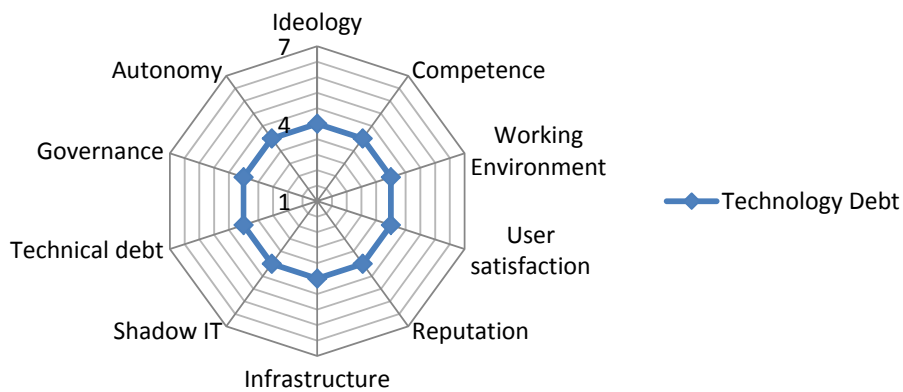 Ideology
7
Autonomy
Competence
4
Governance
Working
Environment
1
Technology Debt
Technical debt
User
satisfaction
Shadow IT
Reputation
Infrastructure